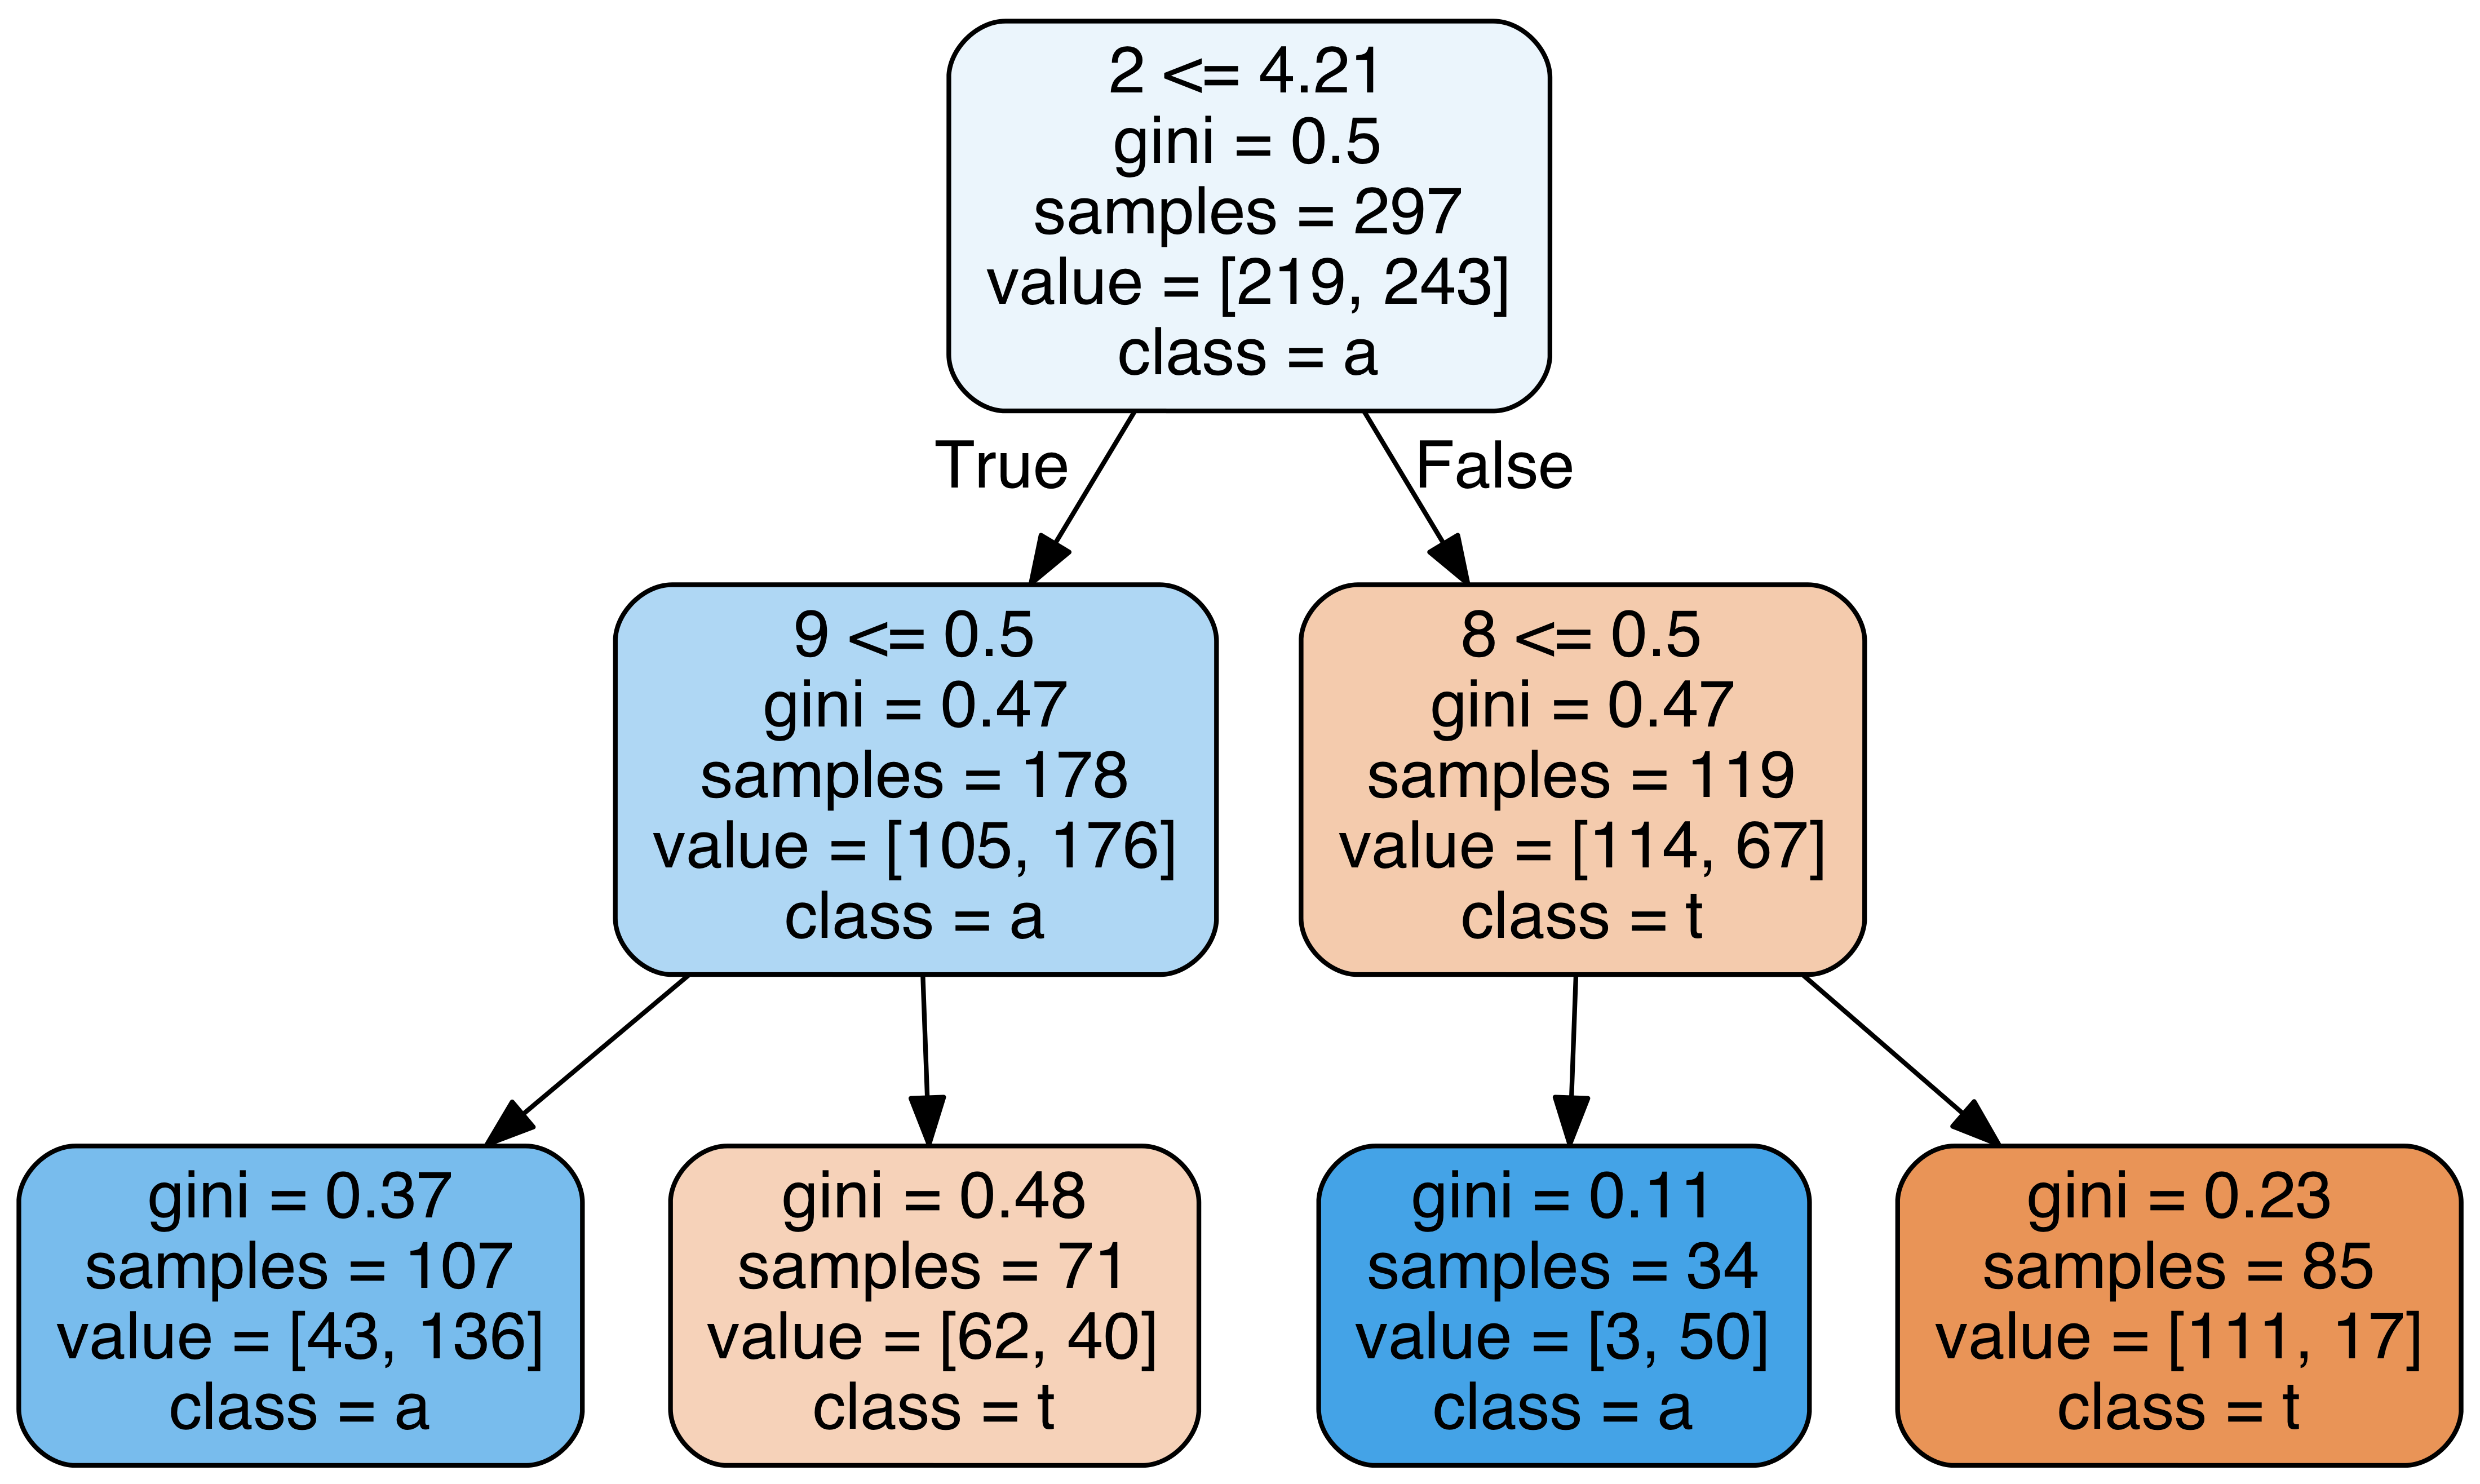 2 <= 4.21
gini = 0.5
samples = 297
value = [219, 243]
class = a
True
False
9 <= 0.5
gini = 0.47
samples = 178
value = [105, 176]
class = a
8 <= 0.5
gini = 0.47
samples = 119
value = [114, 67]
class = t
gini = 0.37
samples = 107
value = [43, 136]
class = a
gini = 0.48
samples = 71
value = [62, 40]
class = t
gini = 0.11
samples = 34
value = [3, 50]
class = a
gini = 0.23
samples = 85
value = [111, 17]
class = t